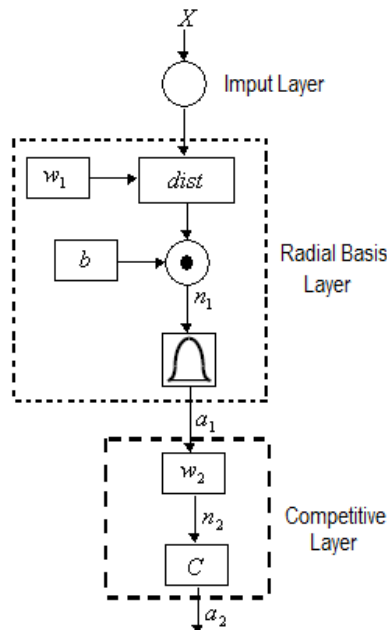 X
Imput Layer
w1
dist
b
n1
Radial Basis
Layer
a1
w2
n2
Competitive
Layer
C
a2